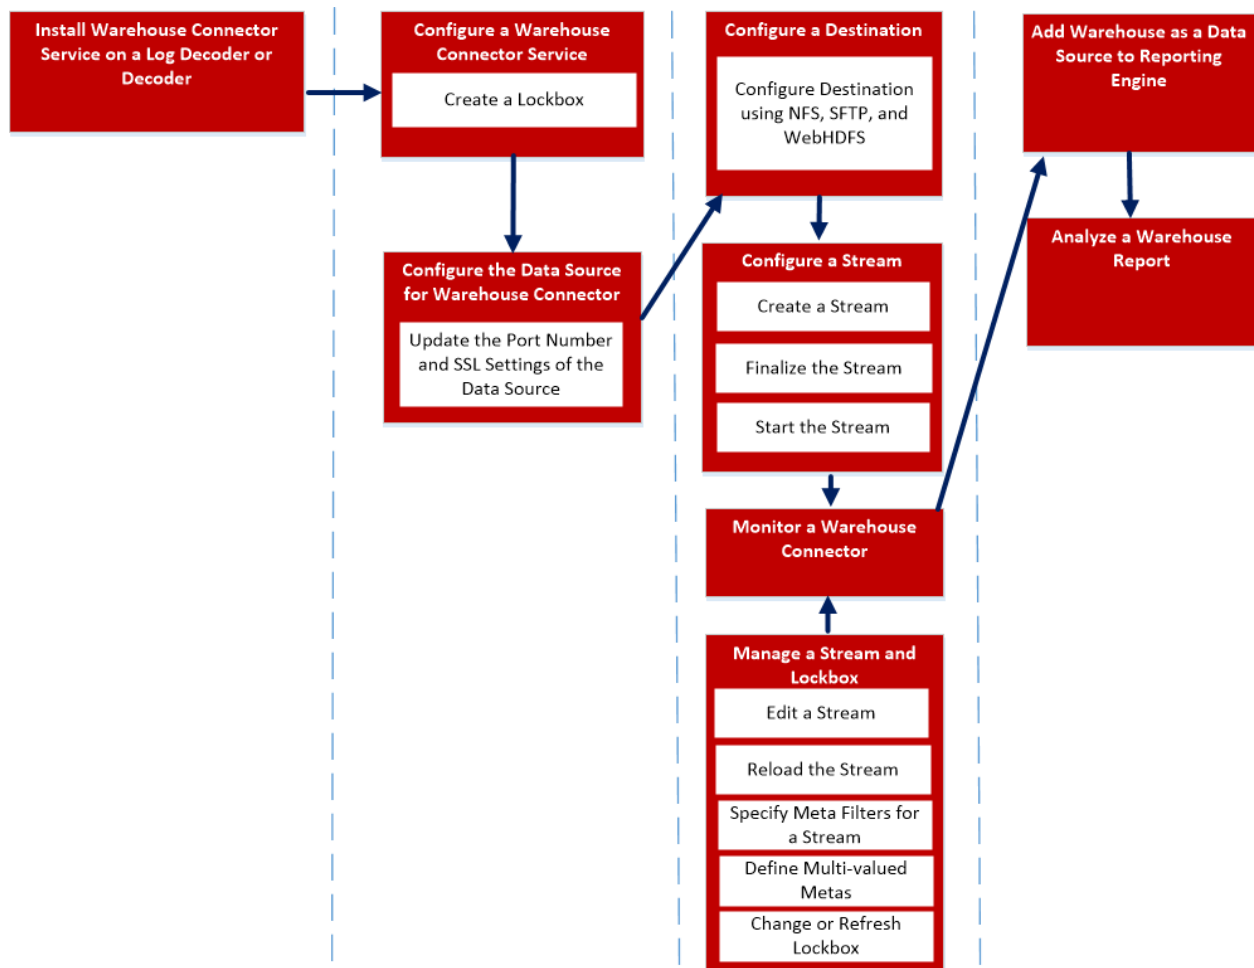 Install Warehouse Connector
Service on a Log Decoder or
Decoder
Configure a Warehouse
Connector Service
Create a Lockbox
Configure the Data Source
for Warehouse Connector
Update the Port Number
and SSL Settings of the
Data Source
Configure a Destination
Configure Destination
using NFS, SFTP, and
WebHDFS
Configure a Stream
Create a Stream
Finalize the Stream
Start the Stream
Monitor a Warehouse
Connector
Manage a Stream and
Lockbox
Edit a Stream
Reload the Stream
Specify Meta Filters for
a Stream
Define Multi-valued
Metas
Change or Refresh
Lockbox
Add Warehouse as a Data
Source to Reporting
Engine
Analyze a Warehouse
Report